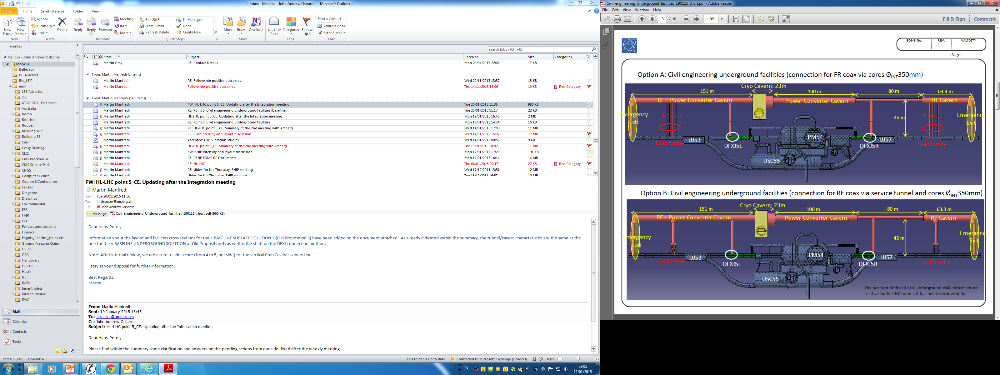 Inbox - Mailbox - John Andrew Osborne - Microsoft Outlook
File Home Send / Receive Folder View
New E-mail
New Items
New
Ignore
Clean Up
Junk
Delete
Delete
Reply
Reply All
Forward
Meeting
IM
More
Respond
Bell 2015
Team E-mail
Reply & Delete
To Manager
Done
Create New
Quick Steps
Move
Rules
OneNote
Move
Unread/ Read
Categorize
Follow Up
Tags
Find a Contact
Address Book
Filter E-mail
Find
Favorites
Mailbox - John Andrew Osborne
Inbox (4)
Bellevaux
BETA Beams
Bio_LEIR
mail
185 Asbestos
280
ATLAS SCX1 Extension
Australia
Boron
Bouchon
Budget
Building 107
Building 55
Cars
Cessy Drainage
CLIC
CMS Blockhouse
CMS Science Park
CNGS
Computer Centre
Courses&Conferences
Cricket
Dragados
Drawings
Environmental
ESS
FAIR
FCC
Fellows and students
Finance
Flights_Car Hire_Trains etc
Ground Freezing Claim
GS_SE
GSG
Handovers
HE-LHC
Hotel
ILC
INFN
Inner triplets
Internal memos
IPAC
Mail
Calendar
Contacts
Tasks
Search Inbox (Ctrl+E)
From Subject Received Size Categories
Martin Gray RE: Contact Details Mon 29/04/2013 22:02 17 KB
From: Martin Manfedi (2 items)
Martin Manfedi RE: Fellowship positive outcomes Wed 20/11/2013 13:37 13 KB
Martin Manfedi Fellowship positive outcomes Thu 14/11/2013 13:06 10 KB Red Category
From: Martin Manfredi (145 items)
Martin Manfredi FW: HL-LHC point 5_CE. Updating after the Integration meeting Tue 20/01/2015 11:36 980 KB
Martin Manfredi RE: Point 5_Civil engineering underground facilities (Baseline) Tue 20/01/2015 11:17 22 KB
Martin Manfredi HL-LHC point 5_CE. Updating after the Integration meeting Mon 19/01/2015 16:45 2 MB
Martin Manfredi RE: Point 5_Civil engineering underground facilities Mon 19/01/2015 14:24 15 KB
Martin Manfredi RE: HL-LHC point 5_CE. Summary of the 2nd meeting with Amberg Wed 14/01/2015 17:03 11 MB
Martin Manfredi RE: SHIP intensity and layout discussion Wed 14/01/2015 16:07 12 MB
Martin Manfredi Accepted: LHC Vibration studies Wed 14/01/2015 08:53 9 KB
Martin Manfredi HL-LHC point 5_CE. Summary of the 2nd meeting with Amberg Tue 13/01/2015 18:02 11 MB
Martin Manfredi FW: SHIP intensity and layout discussion Mon 12/01/2015 17:20 191 KB
Martin Manfredi RE: CENF EDMS RP Documents Mon 12/01/2015 16:14 14 MB
Martin Manfredi RE: HL-LHC Thu 08/01/2015 09:47 27 KB Red Category
Martin Manfredi RE: slides for the Thursday, SHIP meeting Wed 17/12/2014 13:51 12 MB
Martin Manfredi slides for the Thursday, SHIP meeting Tue 16/12/2014 16:57 12 MB
FW: HL-LHC point 5_CE. Updating after the Integration meeting
Martin Manfredi
Sent: Tue 20/01/2015 11:36
To: jbrasser@amberg.ch
Cc: John Andrew Osborne
Message Civil_engineering_Underground_facilities_190115_short.pdf (966 KB)
Dear Hans-Peter,
Information about the layout and facilities cross sections for the « BASELINE SURFACE SOLUTION » (Old Proposition 3) have been added on the document attached. As already indicated within the summary, the tunnel/cavern characteristics are the same as the
one for the « BASELINE UNDERGROUND SOLUTION » (Old Proposition 4) as well as the shaft on the DFXJ connection method.
Note: After internal review, we are asked to add a core (from 4 to 5, per side) for the vertical Crab Cavity's connection.
I stay at your disposal for further information.
Best Regards,
Martin
From: Martin Manfredi
Sent: 19 January 2015 16:45
To: jbrasser@amberg.ch
Cc: John Andrew Osborne
Subject: HL-LHC point 5_CE. Updating after the Integration meeting
Dear Hans-Peter,
Please find within the summary some clarification and answers on the pending actions from our side, fixed after the weekly meeting.
Items: 56,881 Unread: 4
This folder is up to date. Connected to Microsoft Exchange (Headers) 100%
EN
08:05
22/01/2015
Civil_engineering_Underground_facilities_190115_short.pdf - Adobe Reader
File Edit View Window Help
3 / 10 110% Fill & Sign Comment
CERN
EDMS No. REV. VALIDITY
Page:
Option A: Civil engineering underground facilities (connection for FR coax via cores ØINT350mm)
Cryo Cavern: 23m
151 m 100 m 80 m 63.3 m
RF + Power Converter Cavern Power Converter Cavern RF Cavern
Emergency Exit
8 Cores
45 m
8 Cores
Emergency Exit
PM54
UJ53 UJ57
Crab Cavity DFXJ5L DFXJ5R Crab Cavity
USC55
Option B: Civil engineering underground facilities (connection for RF coax via service tunnel and cores ØINT350mm)
Cryo Cavern: 23m
151 m 100 m 80 m 63.3 m
RF + Power Converter Cavern Power Converter Cavern RF Cavern
Emergency Exit
45 m
Emergency Exit
PM54
UJ53 UJ57
Crab Cavity DFXJ5L DFXJ5R Crab Cavity
USC55
The position of the HL LHC underground civil infrastructure
relative to the LHC tunnel, it has been considered flat